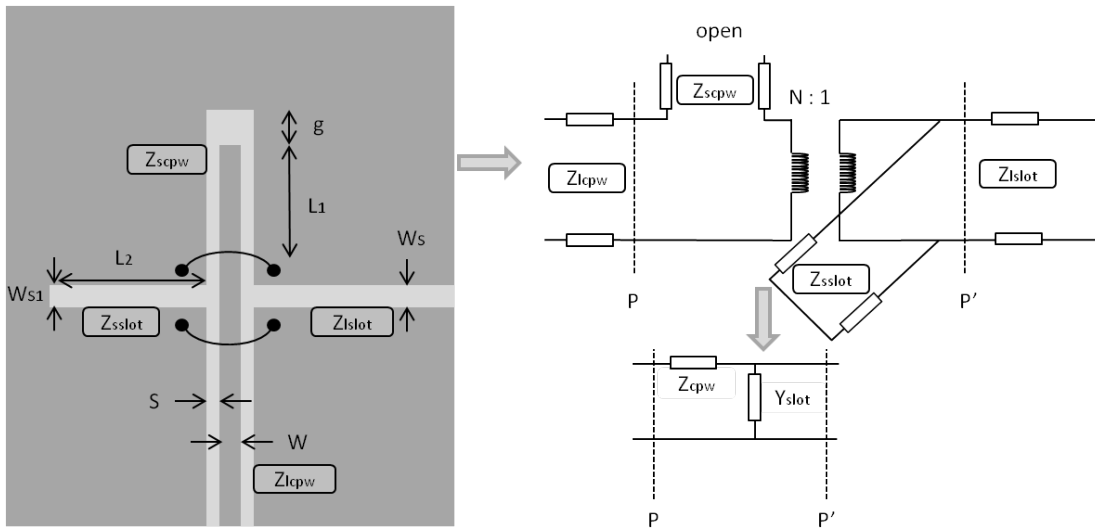 Zscpw
g
L1
L2
WS
WS1
Zsslot
Zlslot
S
W
Zlcpw
open
Zscpw
N : 1
Zlcpw
Zlslot
Zsslot
P
P'
Zcpw
Yslot
P
P'